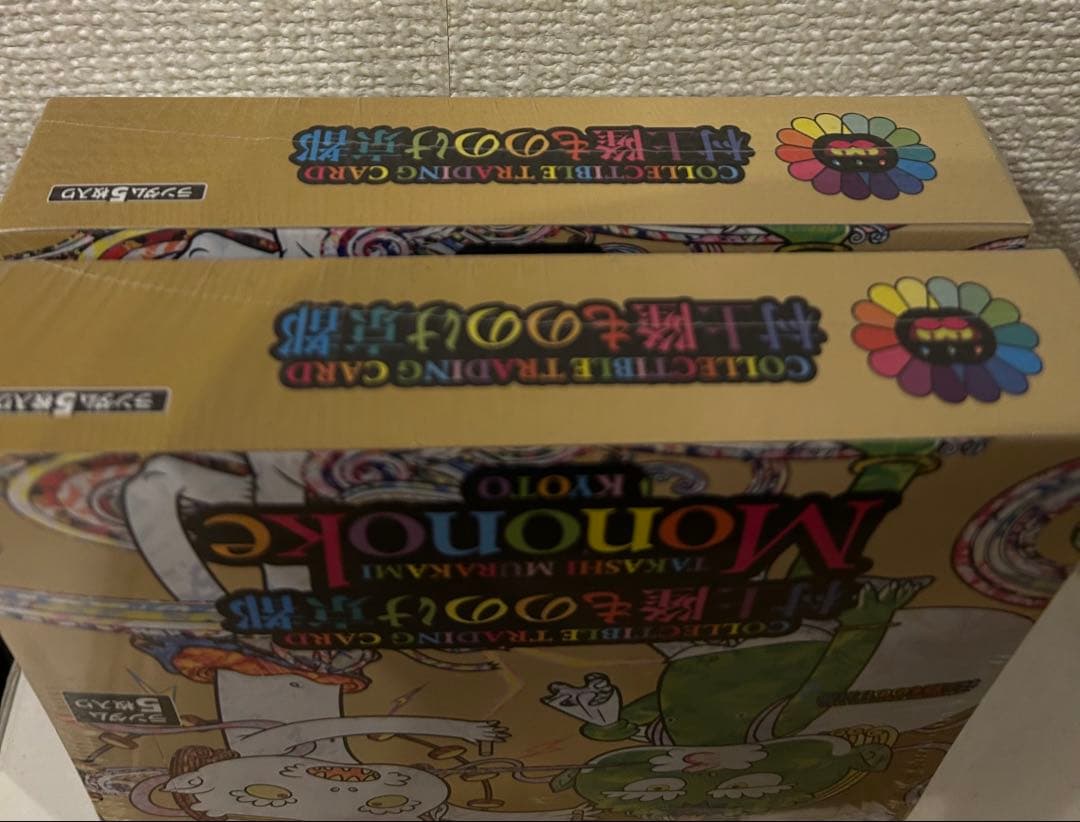 村上隆もののけ京都
COLLECTIBLE TRADING CARD
ランダム5枚入り
村上隆もののけ京都
COLLECTIBLE TRADING CARD
ランダム5枚入り
COLLECTIBLE TRADING CARD
村上隆もののけ京都
TAKASHI MURAKAMI
Mononoke
KYOTO
ランダム
5枚入り